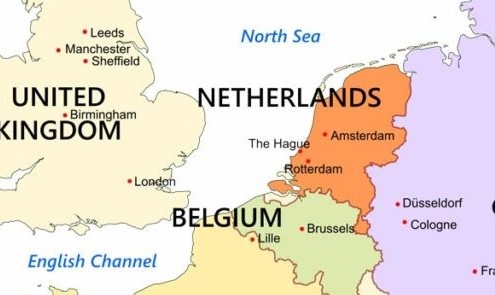 North Sea
Leeds
Manchester
Sheffield
UNITED
KINGDOM
Birmingham
London
NETHERLANDS
Amsterdam
The Hague
Rotterdam
BELGIUM
Brussels
Lille
Düsseldorf
Cologne
English Channel
Fra